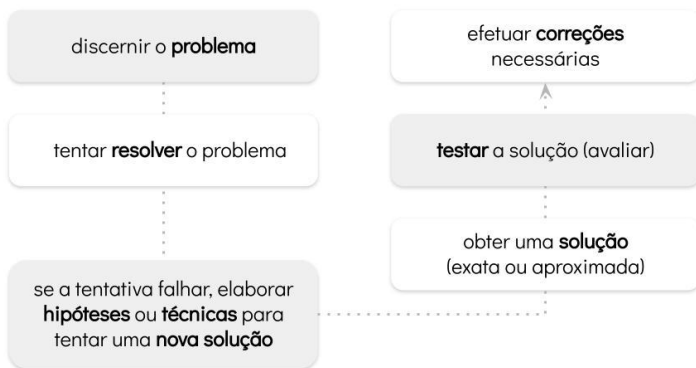 discernir o problema
tentar resolver o problema
se a tentativa falhar, elaborar
hipóteses ou técnicas para
tentar uma nova solução
obter uma solução
(exata ou aproximada)
testar a solução (avaliar)
efetuar correções
necessárias